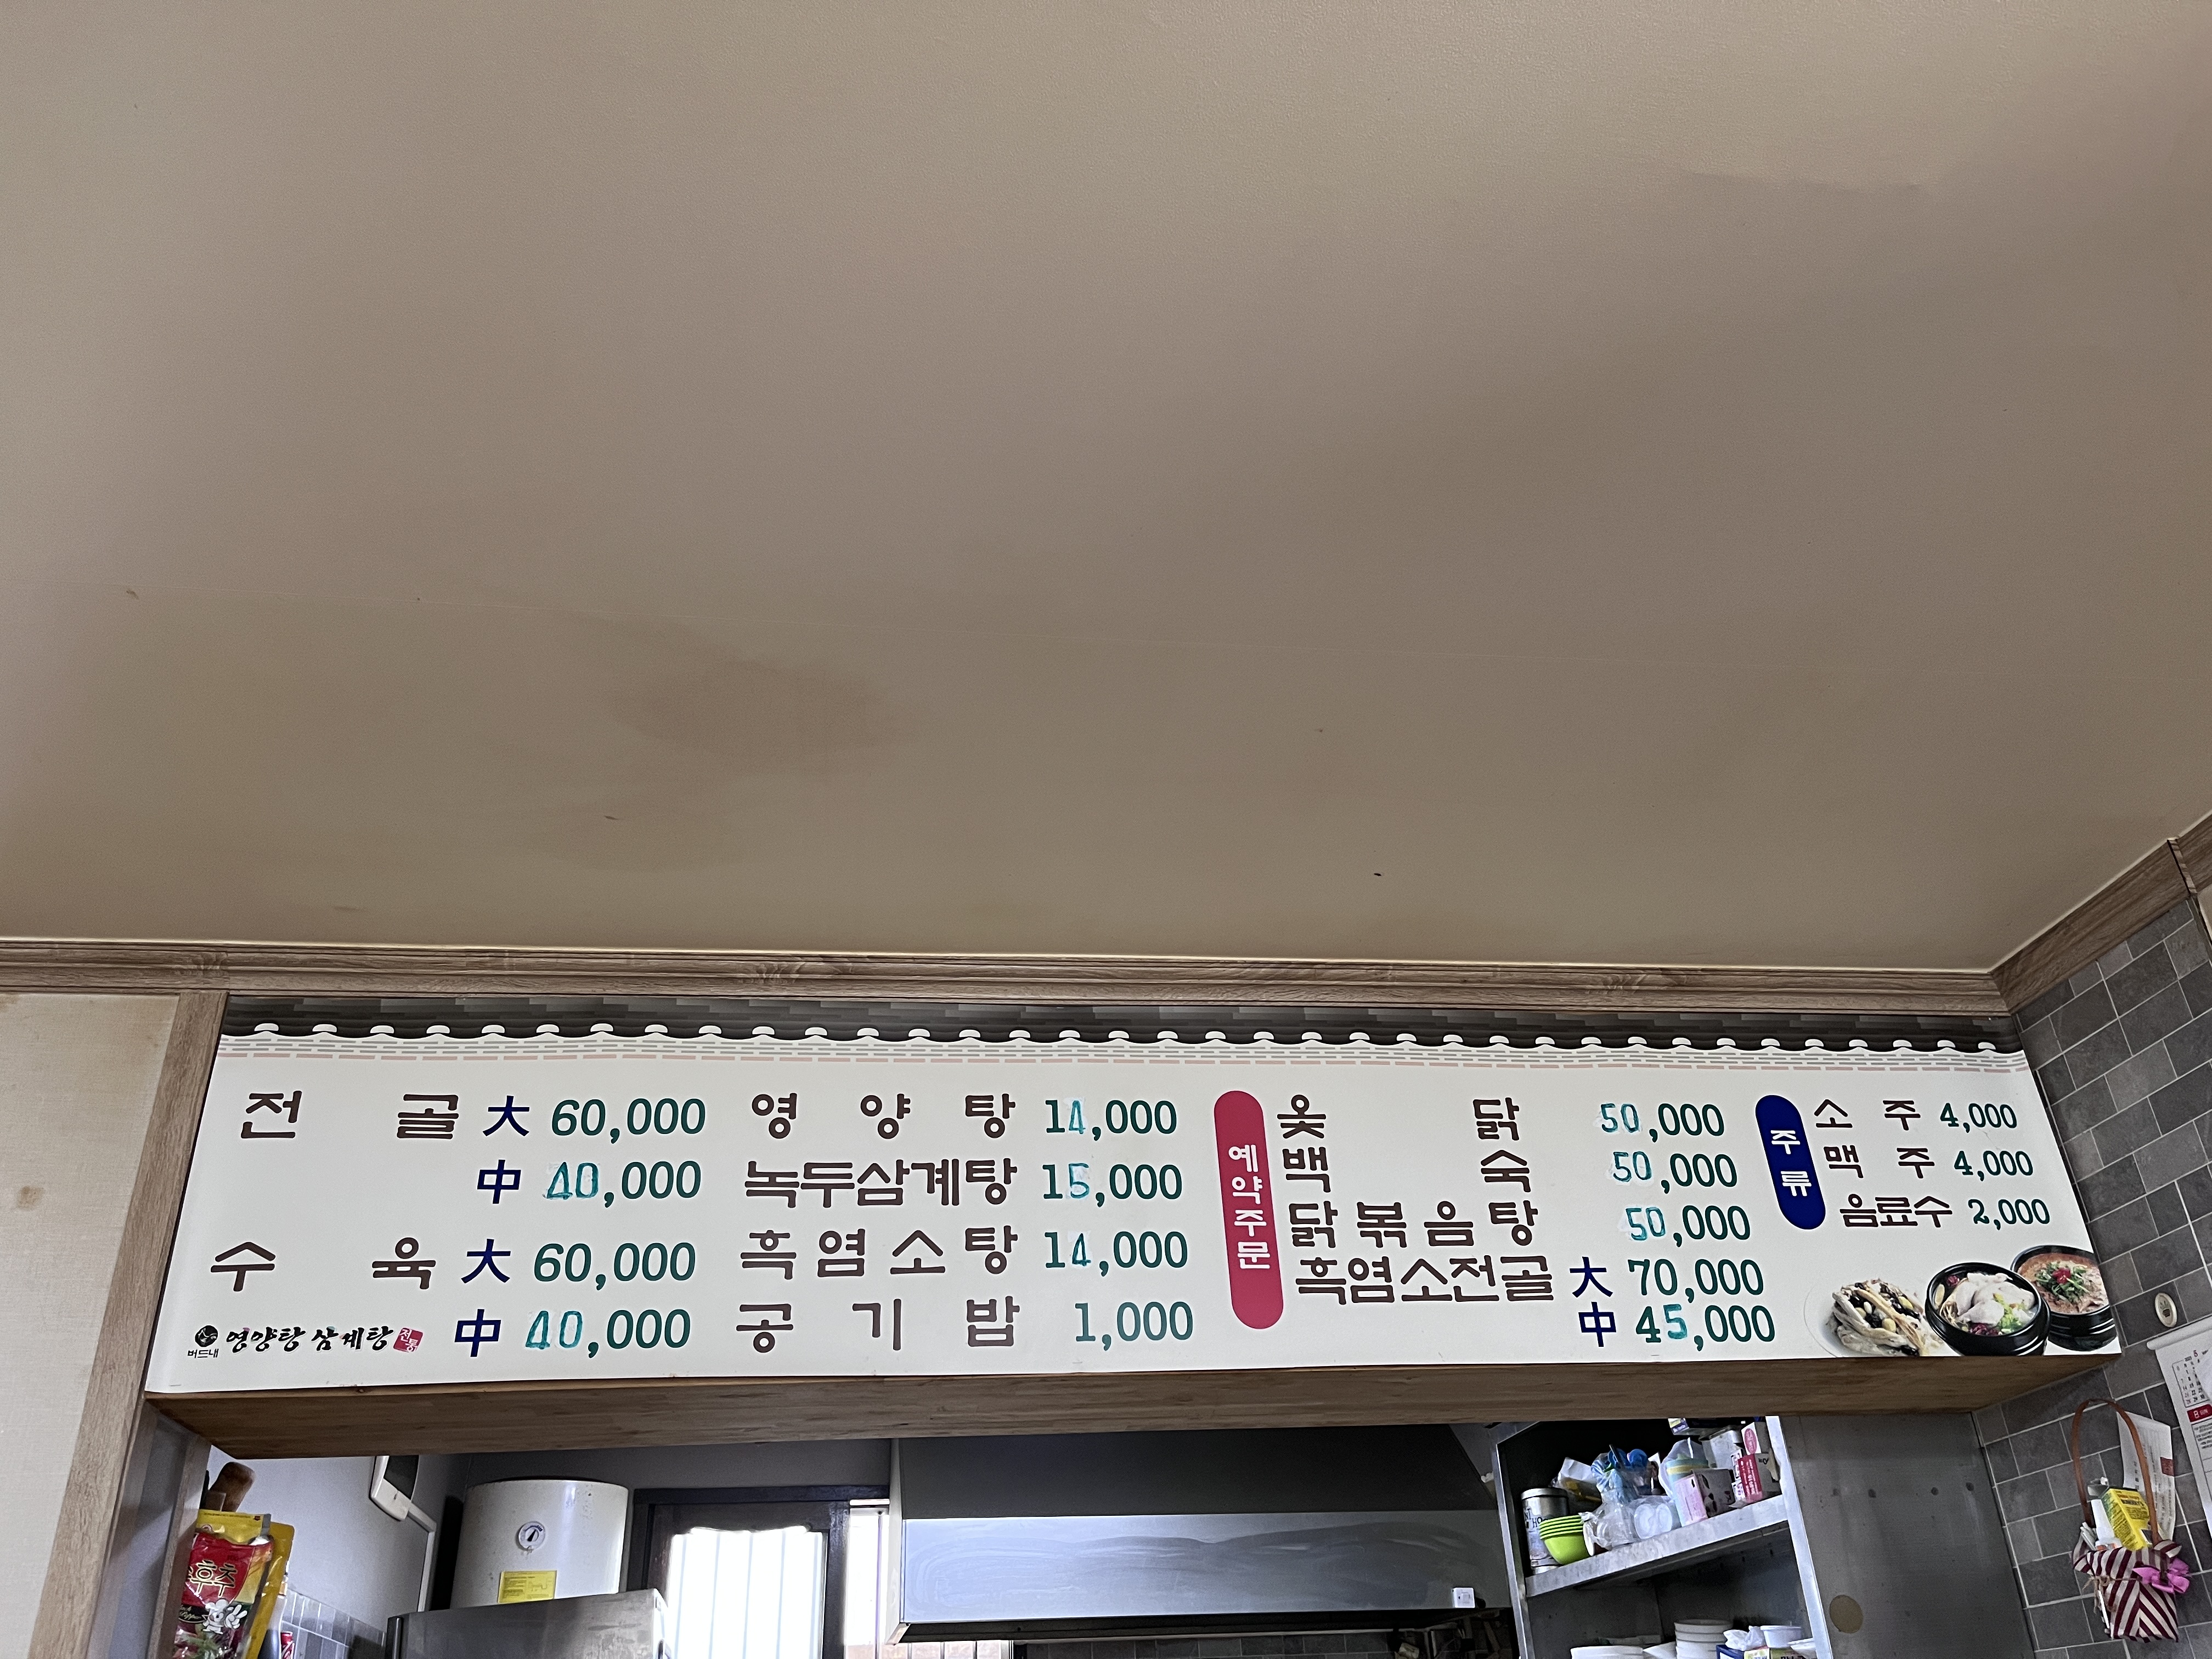 전골 大 60,000
中 40,000
수육 大 60,000
中 40,000
버드내 영양탕 삼계탕 전통
영양탕 14,000
녹두삼계탕 15,000
흑염소탕 14,000
공기밥 1,000
예약주문
옻닭 50,000
백숙 50,000
닭볶음탕 50,000
흑염소전골 大 70,000
中 45,000
주류
소주 4,000
맥주 4,000
음료수 2,000
후추